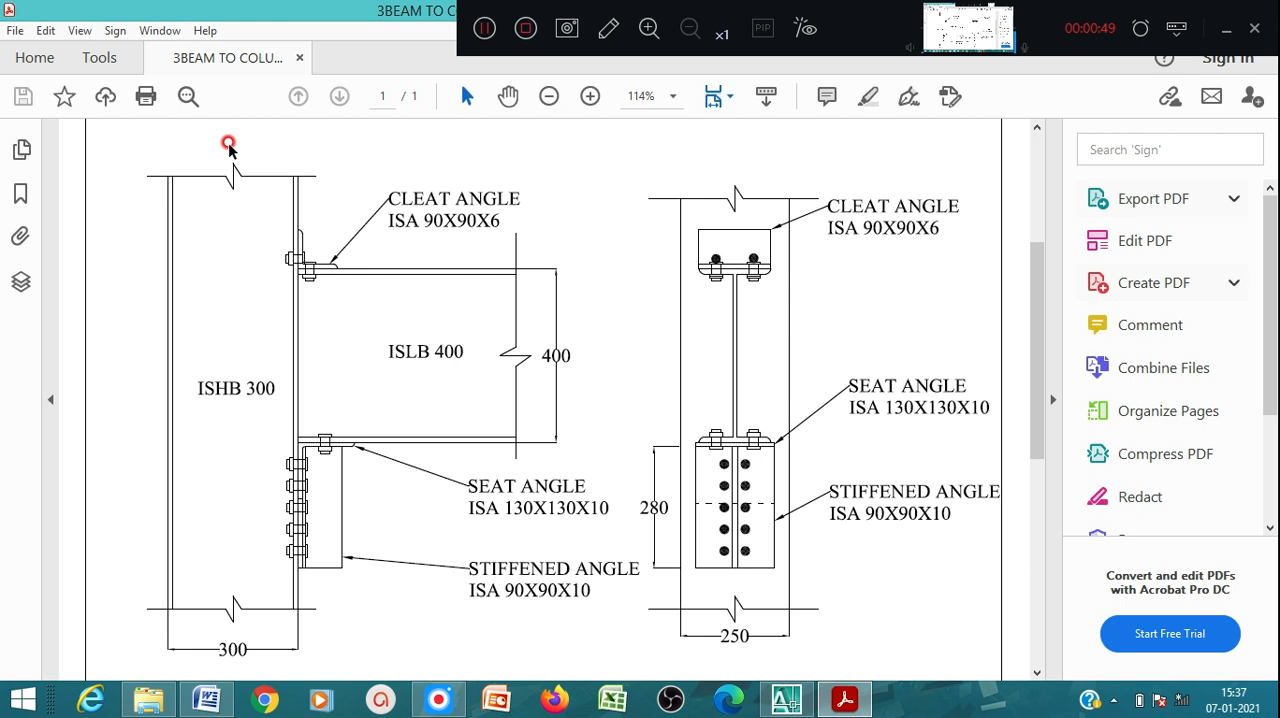 3BEAM TO CO
File Edit View Sign Window Help
x1
PIP
00:00:49
Home Tools 3BEAM TO COLU... ×
Sign In
1 / 1
114%
CLEAT ANGLE
ISA 90X90X6
ISLB 400
400
ISHB 300
SEAT ANGLE
ISA 130X130X10
STIFFENED ANGLE
ISA 90X90X10
300
CLEAT ANGLE
ISA 90X90X6
SEAT ANGLE
ISA 130X130X10
280
STIFFENED ANGLE
ISA 90X90X10
250
Search 'Sign'
Export PDF
Edit PDF
Create PDF
Comment
Combine Files
Organize Pages
Compress PDF
Redact
Convert and edit PDFs
with Acrobat Pro DC
Start Free Trial
15:37
07-01-2021